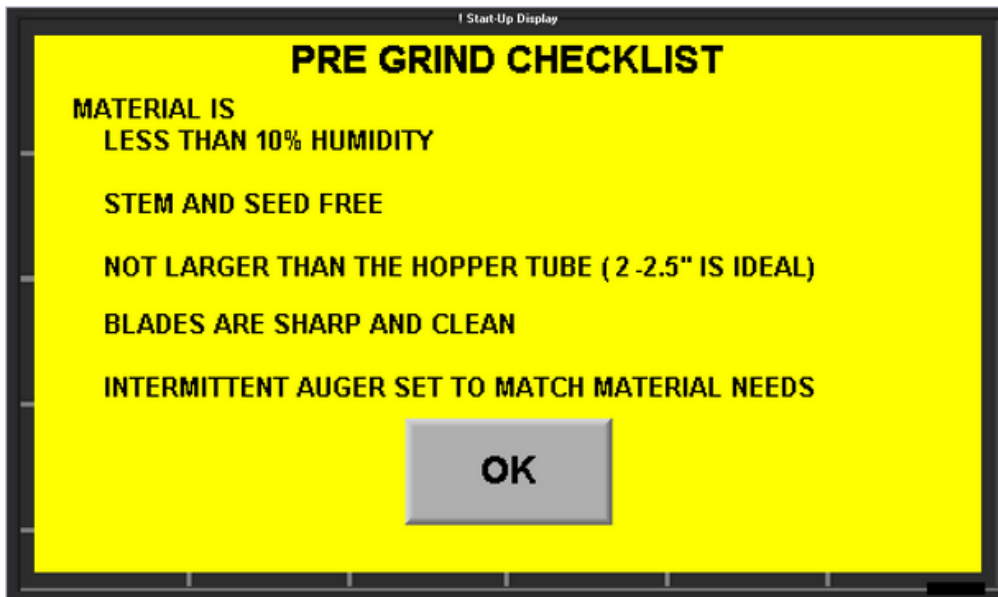 ! Start-Up Display
PRE GRIND CHECKLIST
MATERIAL IS
LESS THAN 10% HUMIDITY
STEM AND SEED FREE
NOT LARGER THAN THE HOPPER TUBE ( 2 -2.5" IS IDEAL)
BLADES ARE SHARP AND CLEAN
INTERMITTENT AUGER SET TO MATCH MATERIAL NEEDS
OK